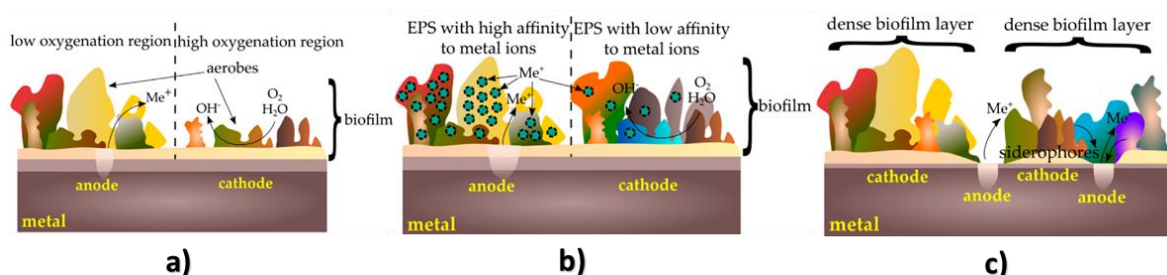 low oxygenation region
high oxygenation region
aerobes
Me⁺
OH⁻
O₂
H₂O
biofilm
anode
cathode
metal
a)
EPS with high affinity
to metal ions
EPS with low affinity
to metal ions
Me⁺
Me⁺
OH⁻
O₂
H₂O
biofilm
anode
cathode
metal
b)
dense biofilm layer
dense biofilm layer
Me⁺
Me⁺
siderophores
cathode
cathode
anode
anode
metal
c)